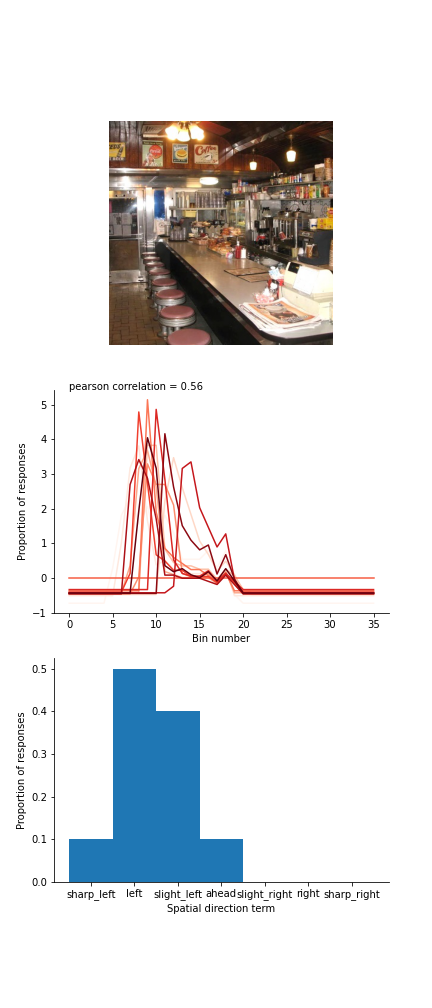 Coffee
pearson correlation = 0.56
Proportion of responses
5
4
3
2
1
0
−1
0 5 10 15 20 25 30 35
Bin number
Proportion of responses
0.5
0.4
0.3
0.2
0.1
0.0
sharp_left left slight_left ahead slight_right right sharp_right
Spatial direction term